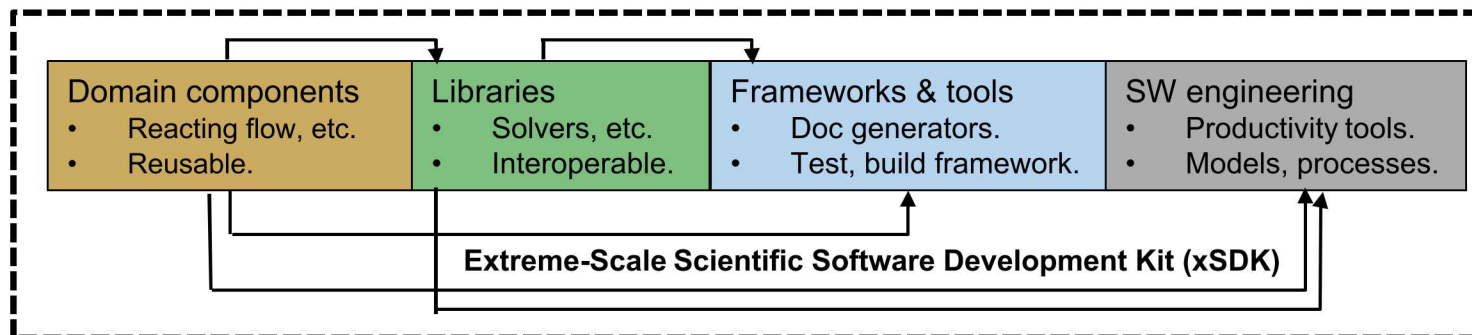 Domain components
• Reacting flow, etc.
• Reusable.
Libraries
• Solvers, etc.
• Interoperable.
Frameworks & tools
• Doc generators.
• Test, build framework.
SW engineering
• Productivity tools.
• Models, processes.
Extreme-Scale Scientific Software Development Kit (xSDK)